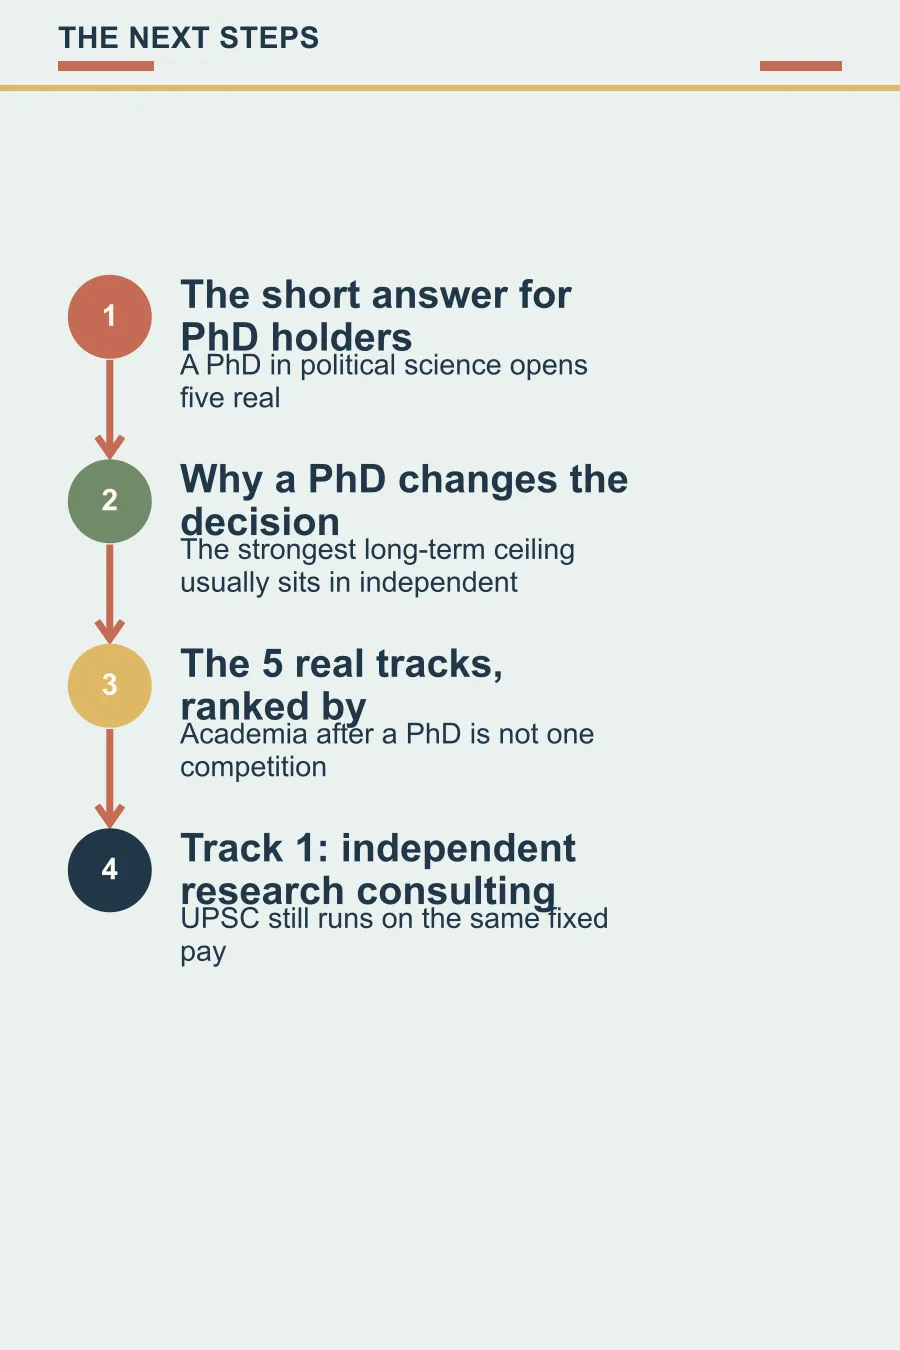 THE NEXT STEPS
1
The short answer for
PhD holders
A PhD in political science opens
five real
2
Why a PhD changes the
decision
The strongest long-term ceiling
usually sits in independent
3
The 5 real tracks,
ranked by
Academia after a PhD is not one
competition
4
Track 1: independent
research consulting
UPSC still runs on the same fixed
pay